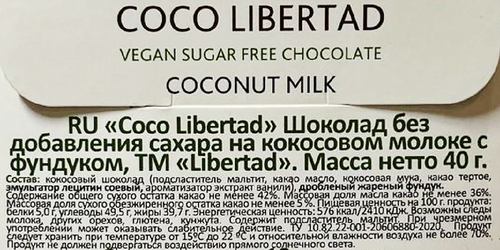 COCO LIBERTAD
VEGAN SUGAR FREE CHOCOLATE
COCONUT MILK
RU «Coco Libertad» Шоколад без
добавления сахара на кокосовом молоке с
фундуком, ТМ «Libertad». Масса нетто 40 г.
Состав: кокосовый шоколад (подсластитель мальтит, какао масло, кокосовая мука, какао тертое,
эмульгатор лецитин соевый, ароматизатор экстракт ванили), дробленый жареный фундук.
Содержание общего сухого остатка какао не менее 42%. Массовая доля масла какао не менее 36%.
Массовая доля сухого обезжиренного остатка какао не менее 5%. Пищевая ценность на 100 г. продукта:
белки 5,0 г, углеводы 49,5 г, жиры 39,7 г. Энергетическая ценность: 576 ккал/2410 кДж. Возможны следы
молока, других орехов, глютена, кунжута. Содержит подсластитель мальтит. При чрезмерном
употреблении может оказывать слабительное действие. ТУ 10.82.22-001-20606880-2020. Продукт
следует хранить при температуре от 15ºС до 22 ºС и относительной влажности воздуха не более 70%.
Продукт не должен подвергаться воздействию прямого солнечного света.